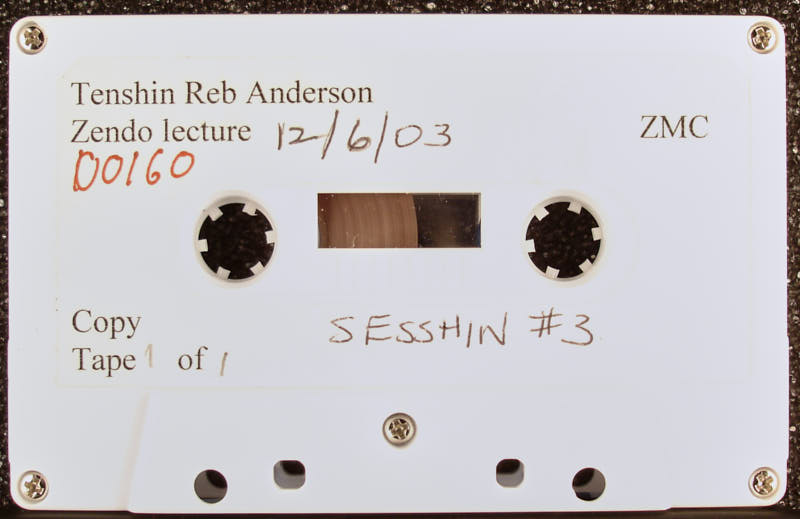 Tenshin Reb Anderson
Zendo lecture 12/6/03 ZMC
D0160
Copy SESSHIN #3
Tape 1 of 1